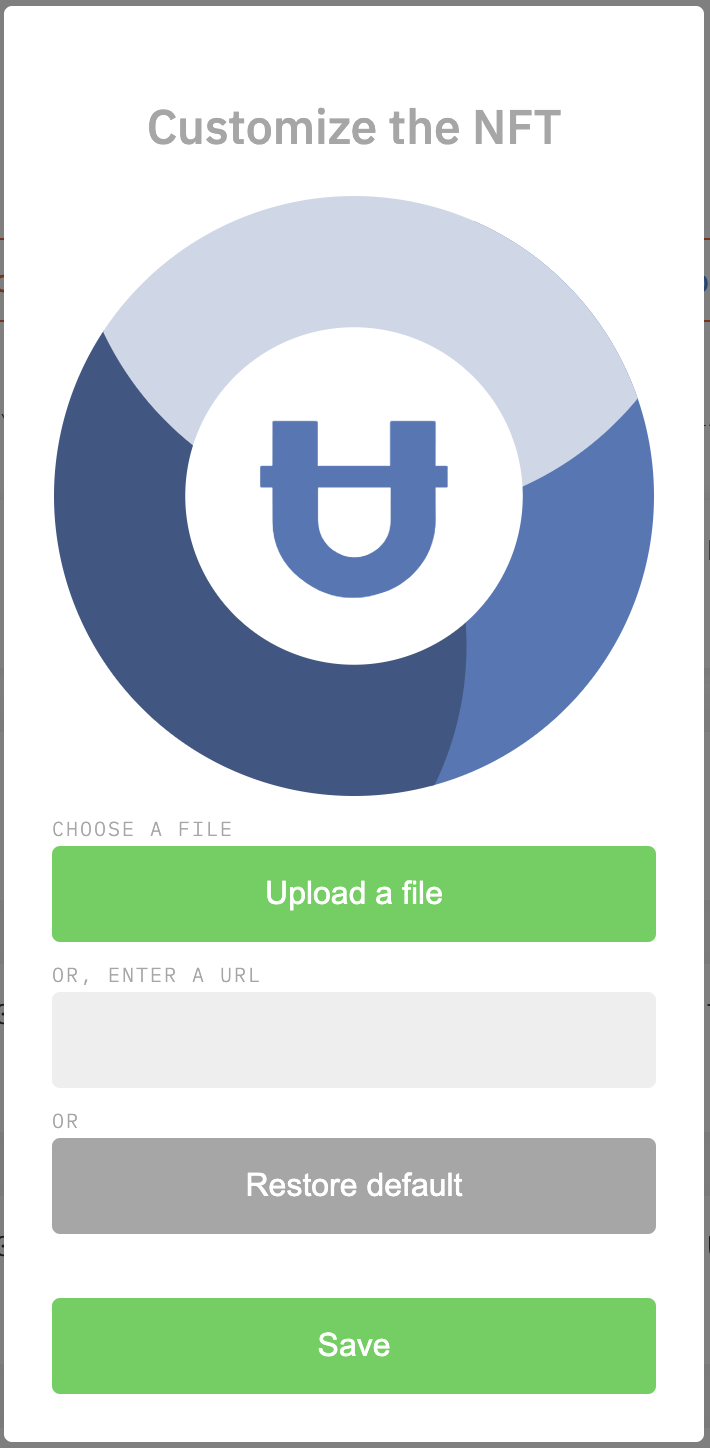 Customize the NFT
CHOOSE A FILE
Upload a file
OR, ENTER A URL
OR
Restore default
Save